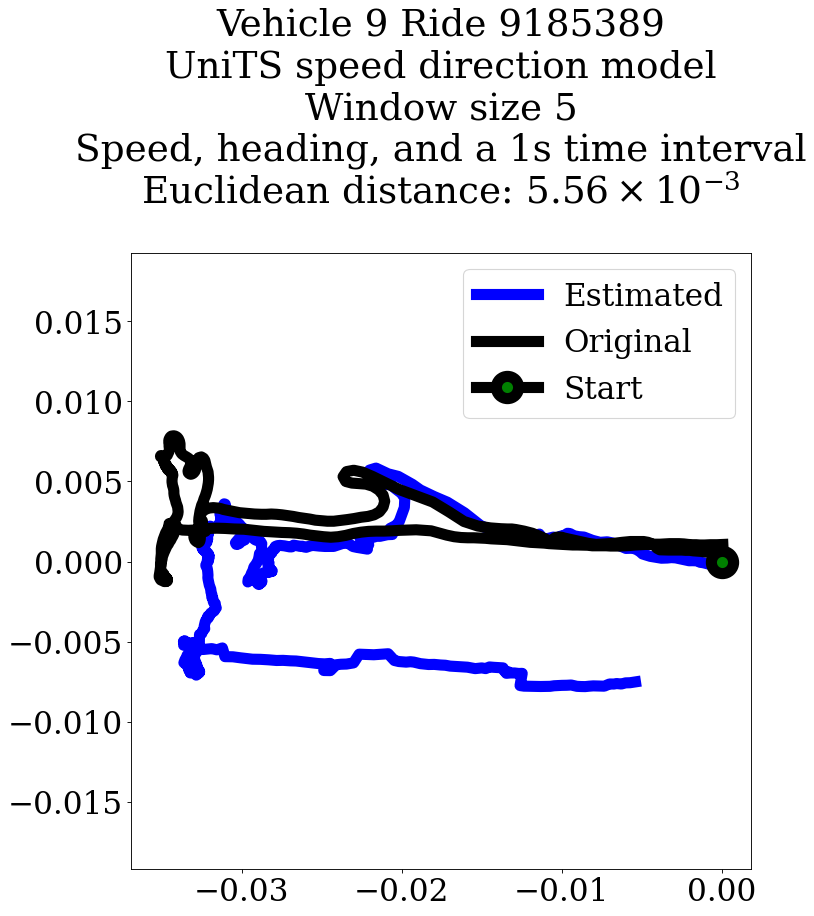 Vehicle 9 Ride 9185389
UniTS speed direction model
Window size 5
Speed, heading, and a 1s time interval
Euclidean distance: 5.56 × 10⁻³
Estimated
Original
Start
0.015
0.010
0.005
0.000
−0.005
−0.010
−0.015
−0.03
−0.02
−0.01
0.00